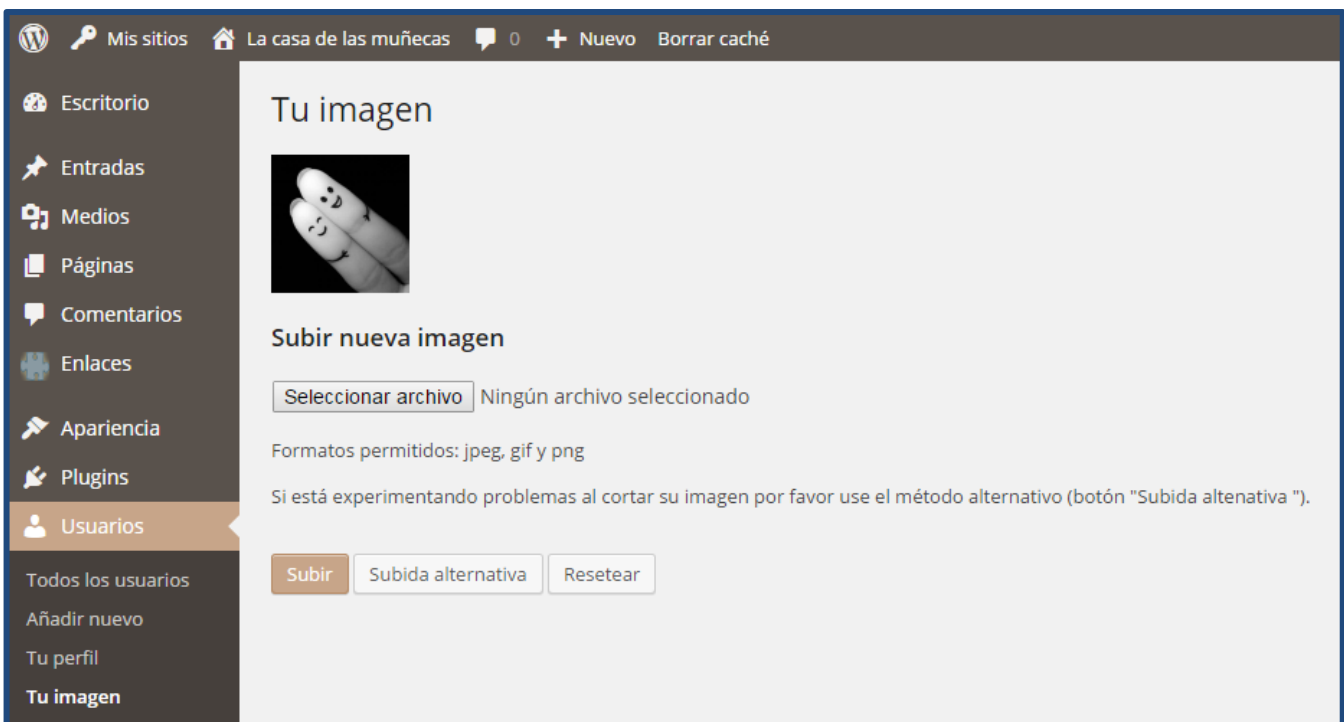 Mis sitios La casa de las muñecas 0 Nuevo Borrar caché
Escritorio
Entradas
Medios
Páginas
Comentarios
Enlaces
Apariencia
Plugins
Usuarios
Todos los usuarios
Añadir nuevo
Tu perfil
Tu imagen
Tu imagen
Subir nueva imagen
Seleccionar archivo Ningún archivo seleccionado
Formatos permitidos: jpeg, gif y png
Si está experimentando problemas al cortar su imagen por favor use el método alternativo (botón "Subida altenativa ").
Subir Subida alternativa Resetear